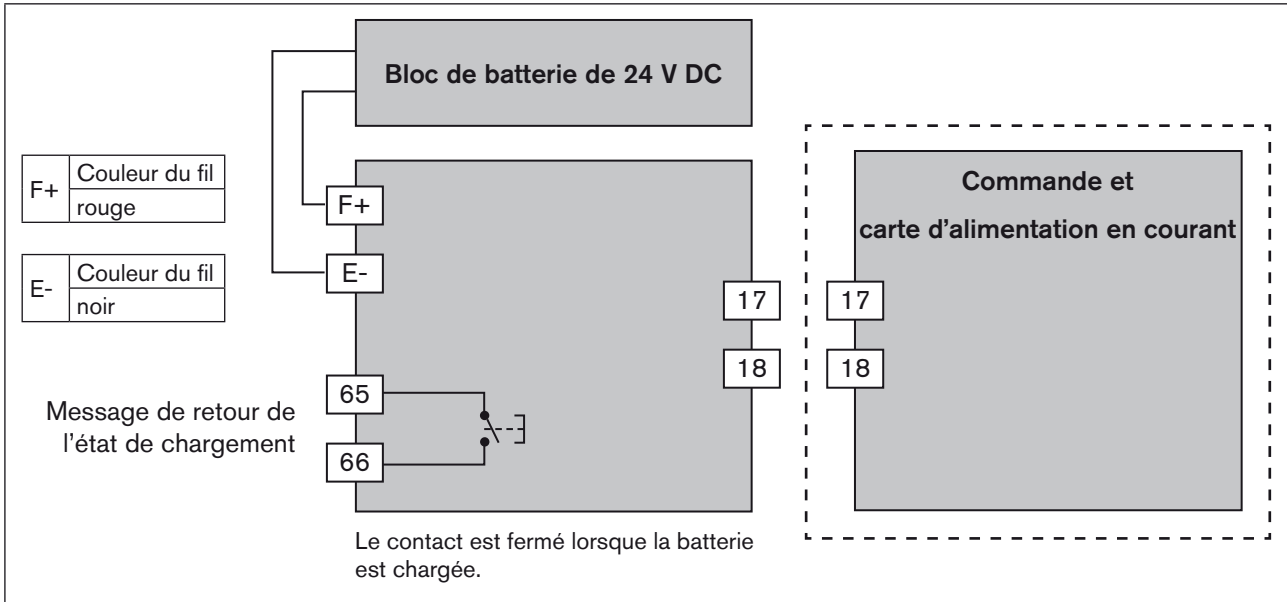 Bloc de batterie de 24 V DC
F+
Couleur du fil
rouge
E-
Couleur du fil
noir
F+
E-
17
18
65
66
Message de retour de
l'état de chargement
Le contact est fermé lorsque la batterie
est chargée.
Commande et
carte d'alimentation en courant
17
18